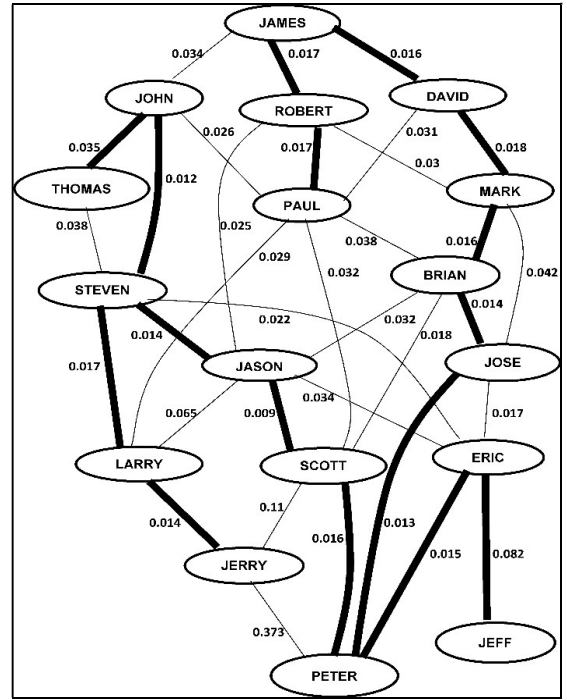 JAMES
0.034
0.017
0.016
JOHN
ROBERT
DAVID
0.026
0.031
0.035
0.017
0.018
0.03
THOMAS
0.012
PAUL
MARK
0.038
0.025
0.038
0.016
0.029
0.032
0.042
STEVEN
BRIAN
0.014
0.022
0.032
0.014
0.017
0.018
JASON
JOSE
0.034
0.065
0.009
0.017
LARRY
SCOTT
ERIC
0.014
0.11
0.016
0.013
0.015
0.082
JERRY
0.373
JEFF
PETER